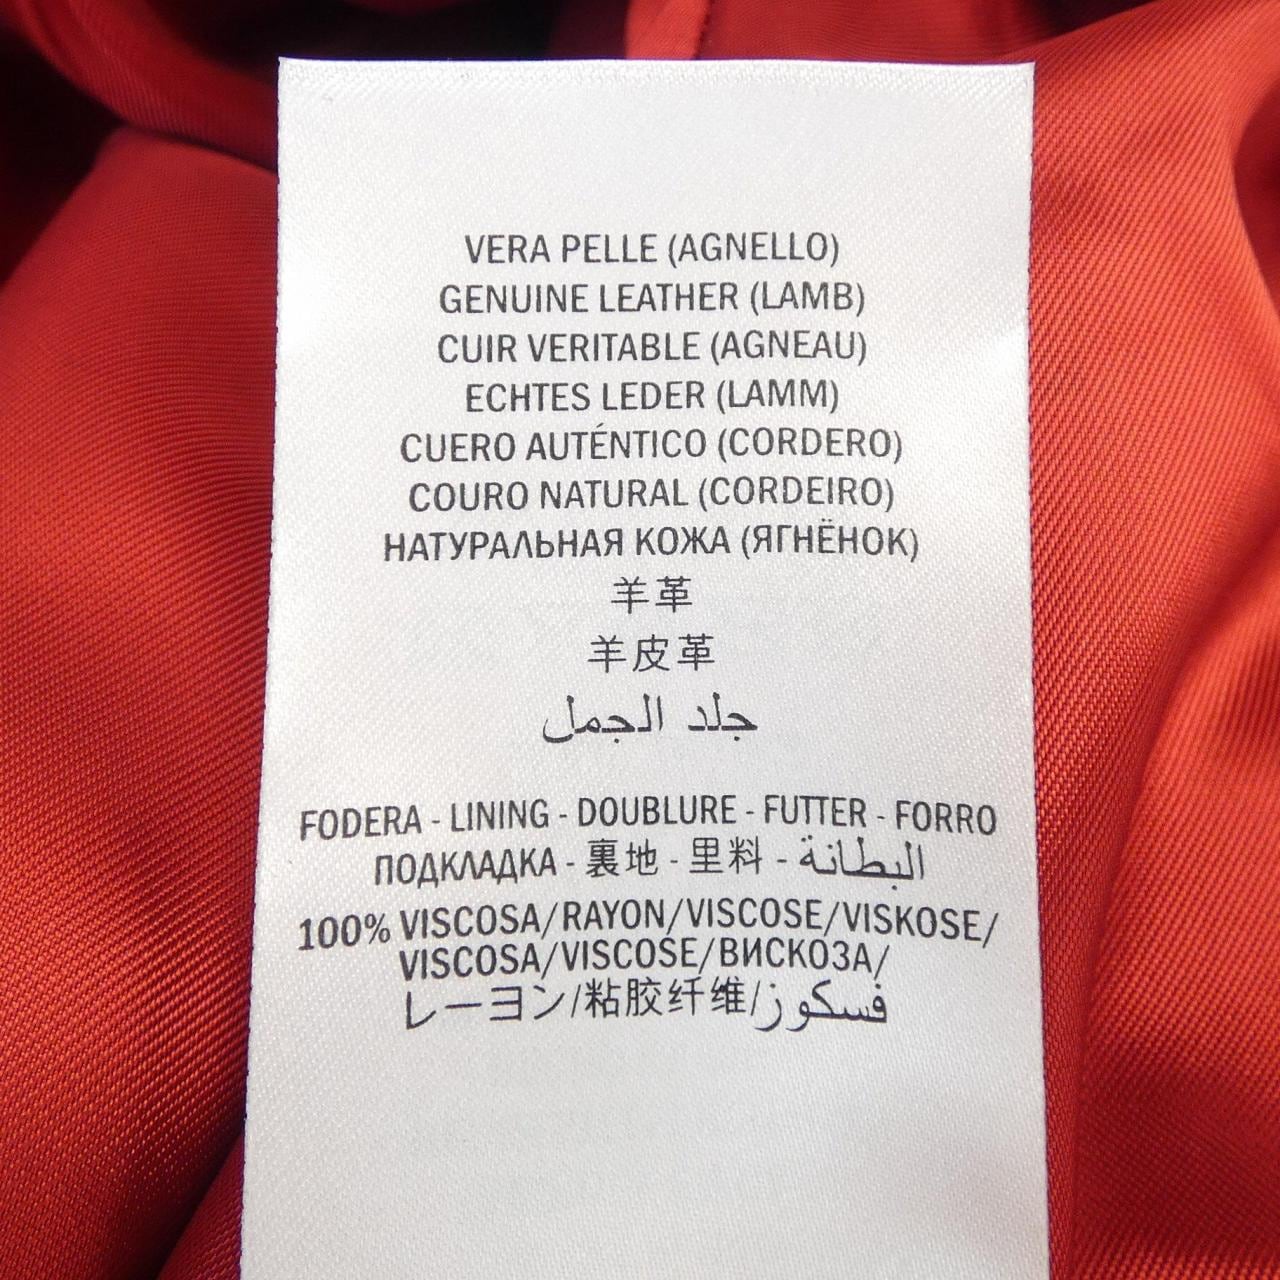 VERA PELLE (AGNELLO)
GENUINE LEATHER (LAMB)
CUIR VERITABLE (AGNEAU)
ECHTES LEDER (LAMM)
CUERO AUTÉNTICO (CORDERO)
COURO NATURAL (CORDEIRO)
НАТУРАЛЬНАЯ КОЖА (ЯГНЁНОК)
羊革
羊皮革
جلد الجمل
FODERA - LINING - DOUBLURE - FUTTER - FORRO
ПОДКЛАДКА - 裏地 - 里料 - البطانة
100% VISCOSA/RAYON/VISCOSE/VISKOSE/
VISCOSA/VISCOSE/ВИСКОЗА/
レーヨン/粘胶纤维/فسكوز